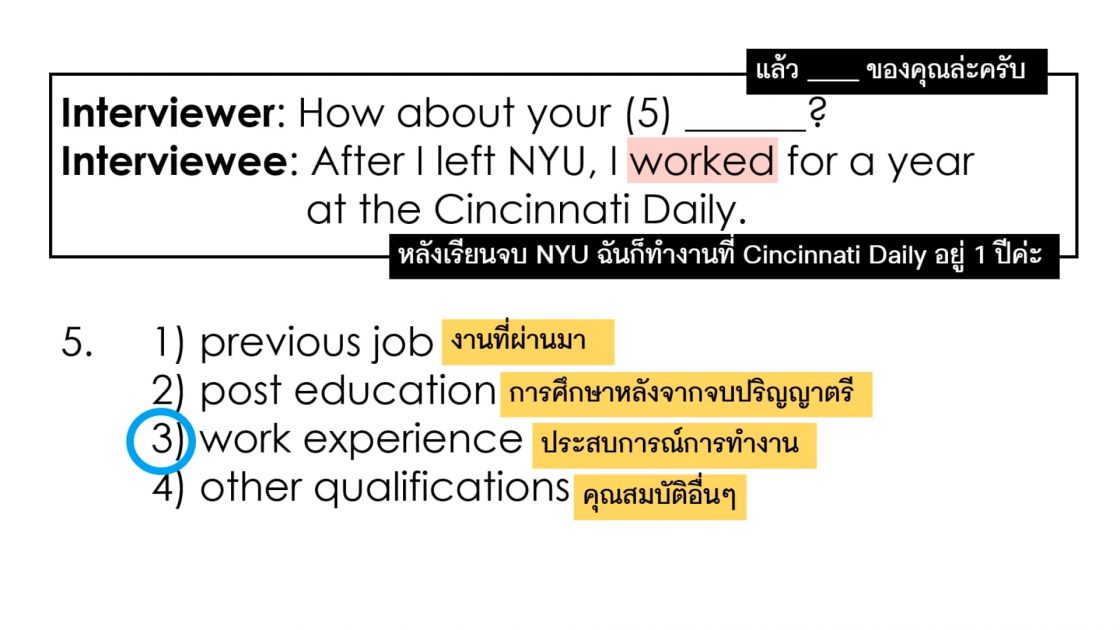 แล้ว ____ ของคุณล่ะครับ
Interviewer: How about your (5) ______?
Interviewee: After I left NYU, I worked for a year
at the Cincinnati Daily.
หลังเรียนจบ NYU ฉันก็ทำงานที่ Cincinnati Daily อยู่ 1 ปีค่ะ
5. 1) previous job งานที่ผ่านมา
2) post education การศึกษาหลังจากจบปริญญาตรี
3) work experience ประสบการณ์การทำงาน
4) other qualifications คุณสมบัติอื่นๆ